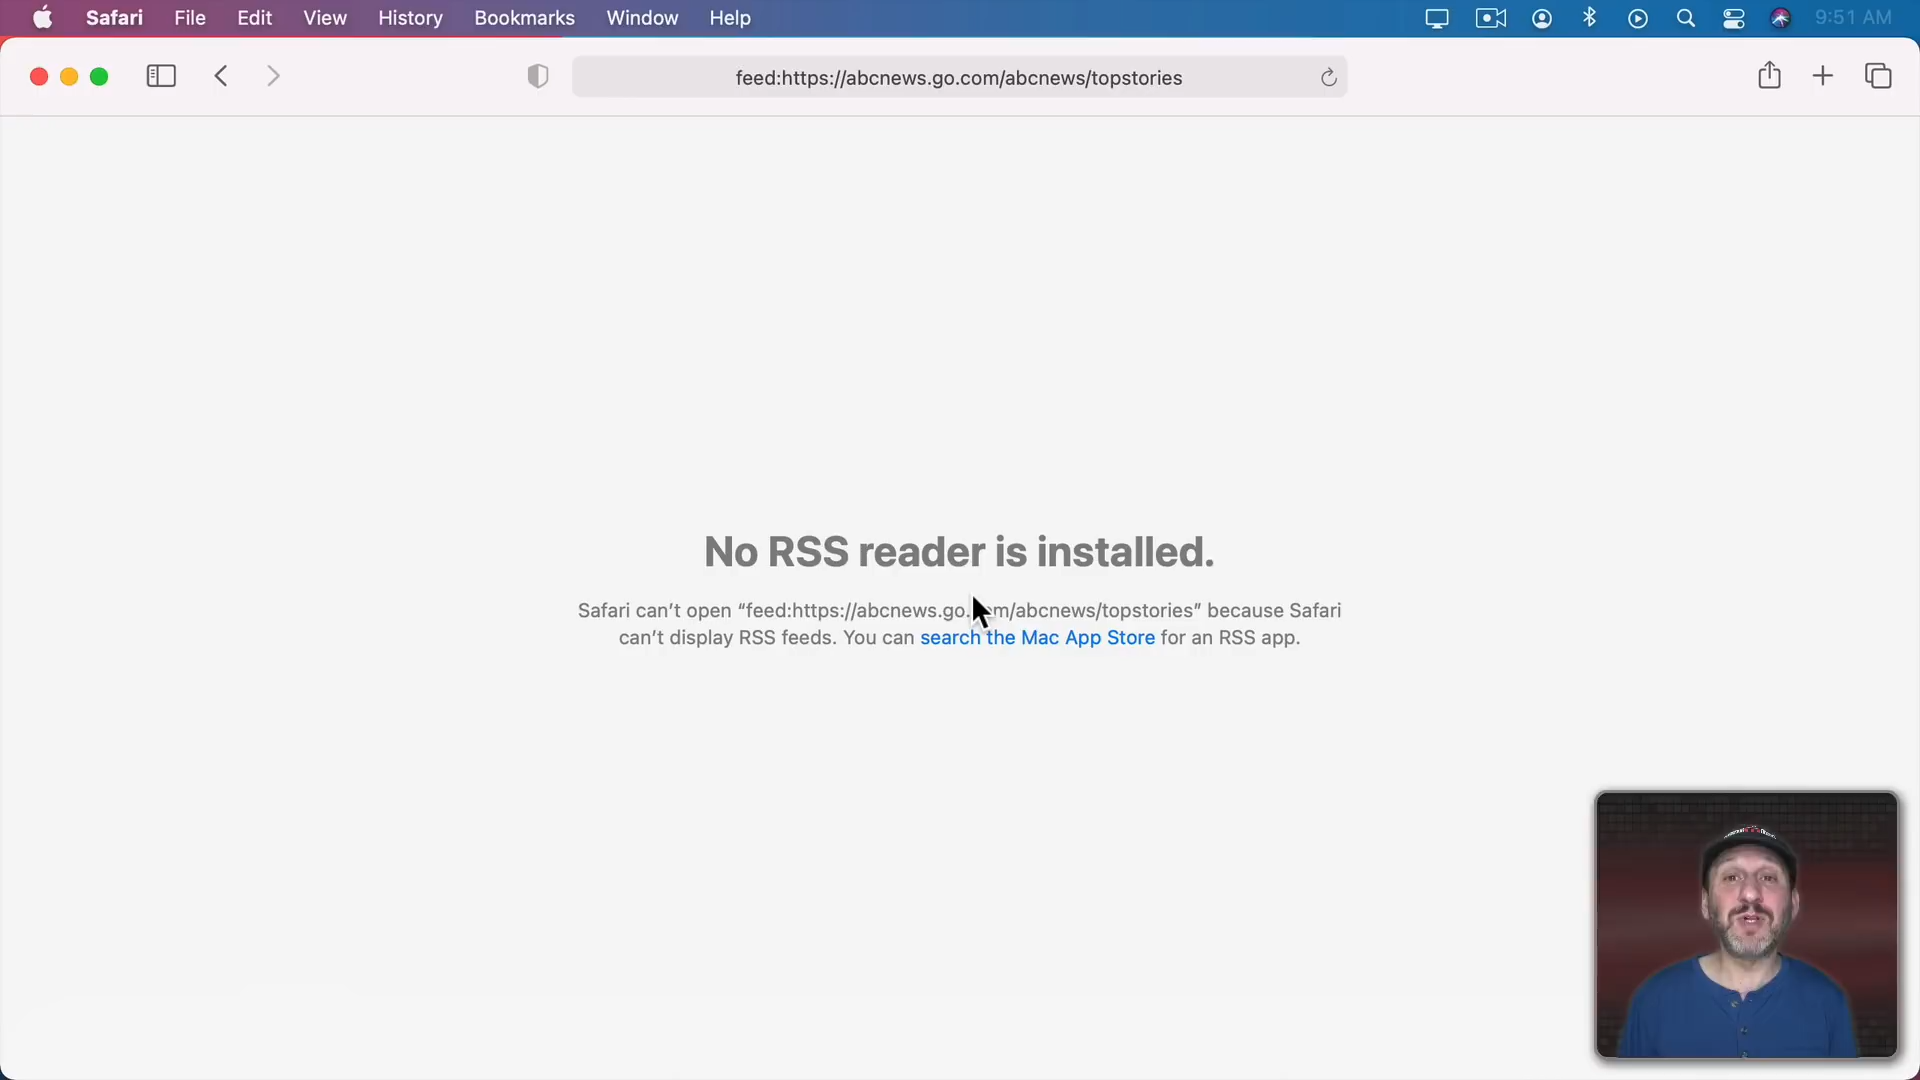 Safari File Edit View History Bookmarks Window Help 9:51 AM
feed:https://abcnews.go.com/abcnews/topstories
No RSS reader is installed.
Safari can’t open “feed:https://abcnews.go.com/abcnews/topstories” because Safari
can’t display RSS feeds. You can search the Mac App Store for an RSS app.